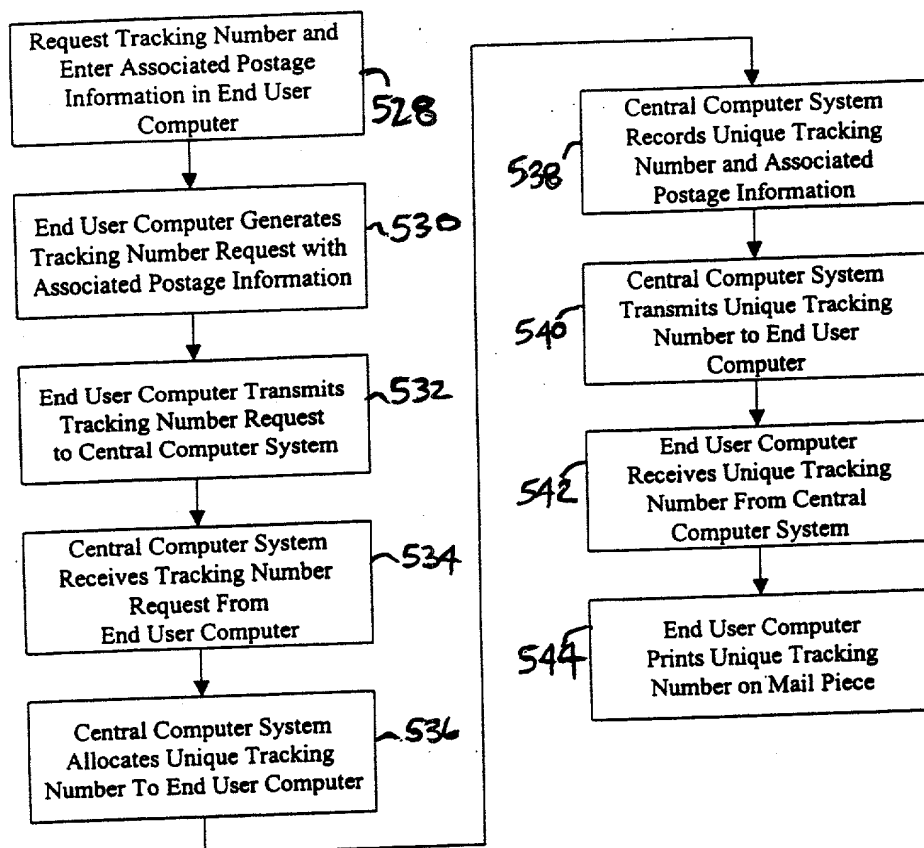 Request Tracking Number and
Enter Associated Postage
Information in End User
Computer
528
End User Computer Generates
Tracking Number Request with
Associated Postage Information
530
End User Computer Transmits
Tracking Number Request
to Central Computer System
532
Central Computer System
Receives Tracking Number
Request From
End User Computer
534
Central Computer System
Allocates Unique Tracking
Number To End User Computer
536
Central Computer System
Records Unique Tracking
Number and Associated
Postage Information
538
Central Computer System
Transmits Unique Tracking
Number to End User
Computer
540
End User Computer
Receives Unique Tracking
Number From Central
Computer System
542
End User Computer
Prints Unique Tracking
Number on Mail Piece
544